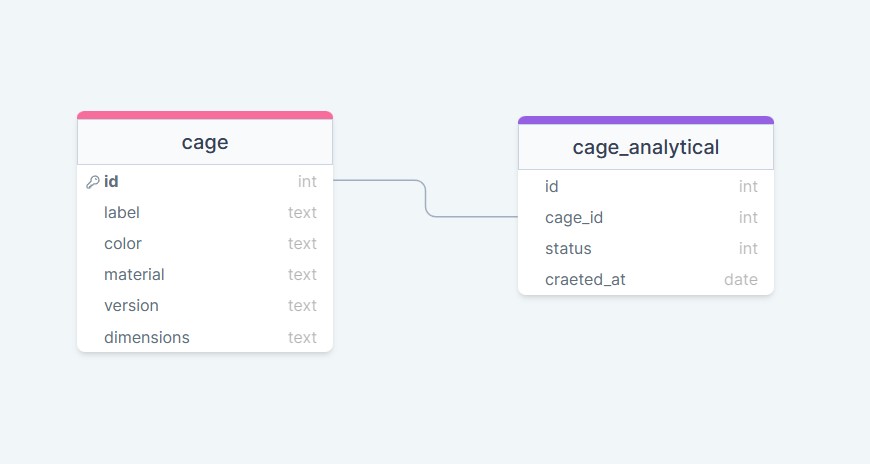 cage
id int
label text
color text
material text
version text
dimensions text
cage_analytical
id int
cage_id int
status int
craeted_at date